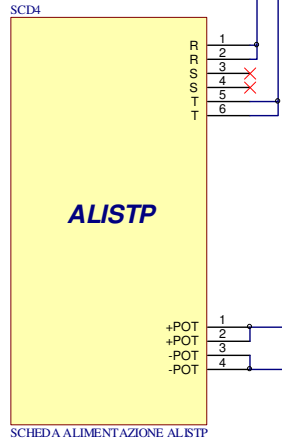 SCD4
R 1
R 2
S 3
S 4
T 5
T 6
ALISTP
+POT 1
+POT 2
-POT 3
-POT 4
SCHEDA ALIMENTAZIONE ALISTP